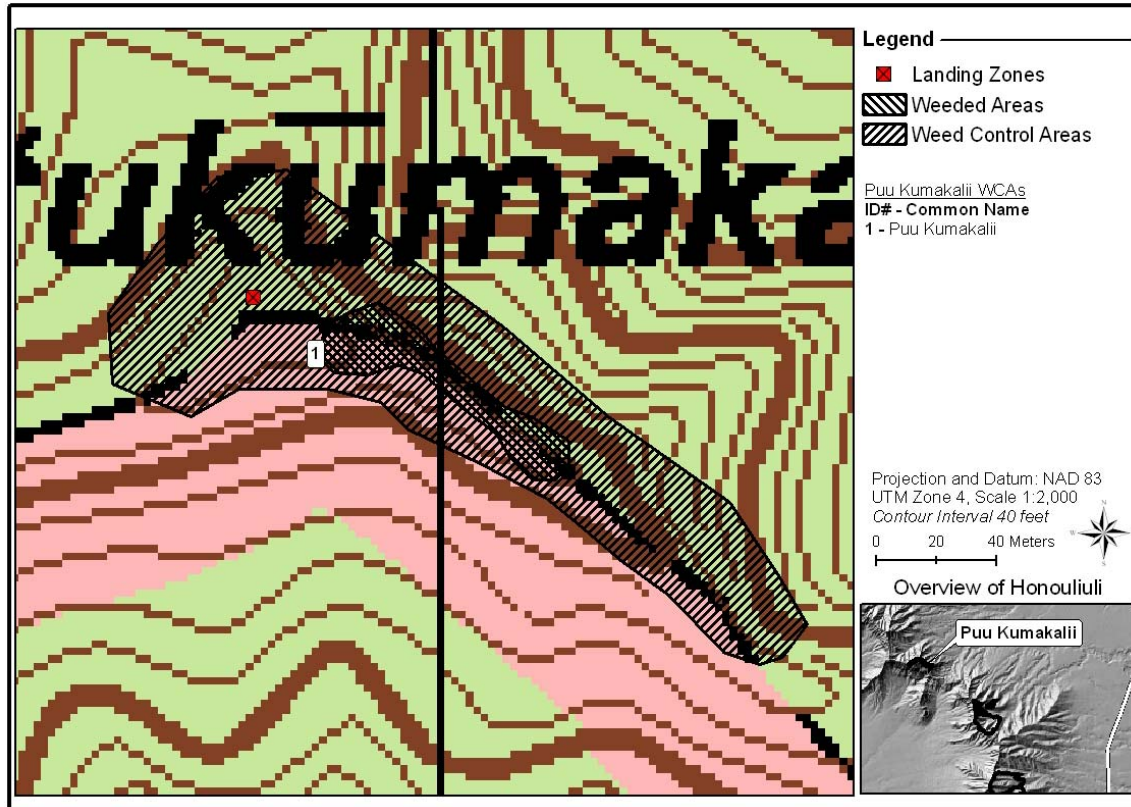 ukūmaka
1
Legend
Landing Zones
Weeded Areas
Weed Control Areas
Puu Kumakalii WCAs
ID# - Common Name
1 - Puu Kumakalii
Projection and Datum: NAD 83
UTM Zone 4, Scale 1:2,000
Contour Interval 40 feet
N
W
S
0 20 40 Meters
Overview of Honouliuli
Puu Kumakalii